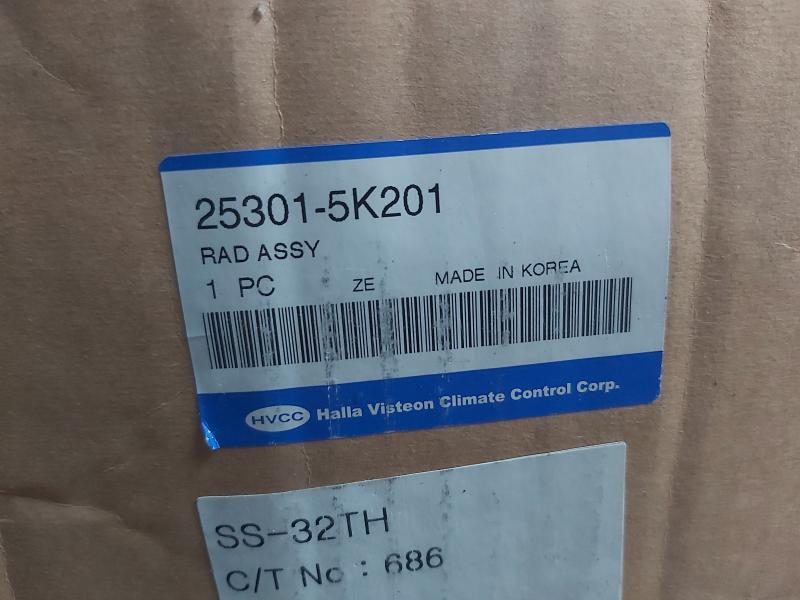 25301-5K201
RAD ASSY
1 PC ZE MADE IN KOREA
HVCC Halla Visteon Climate Control Corp.
SS-32TH
C/T No : 686